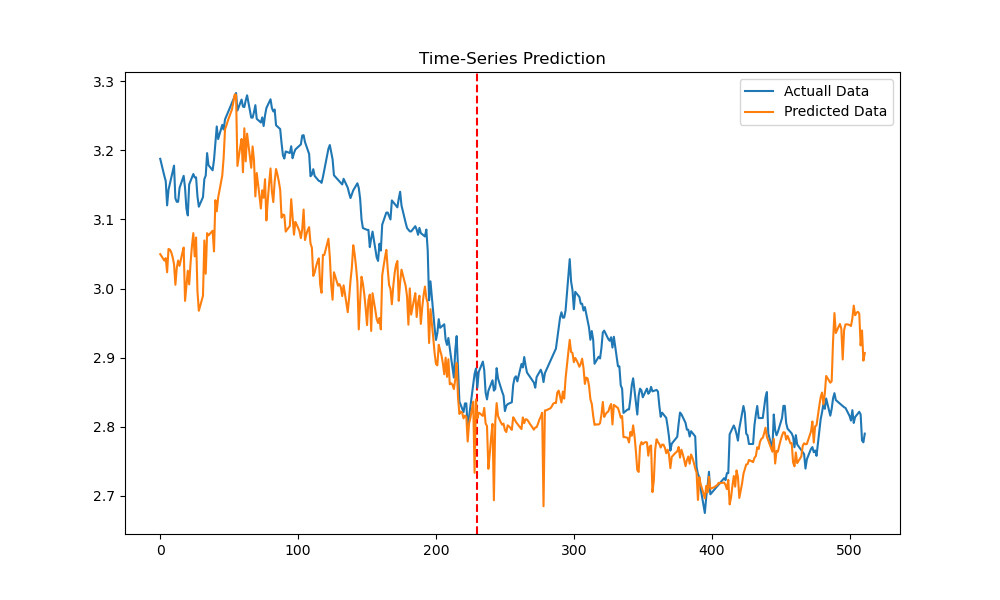 Time-Series Prediction
Actuall Data
Predicted Data
3.3
3.2
3.1
3.0
2.9
2.8
2.7
0 100 200 300 400 500